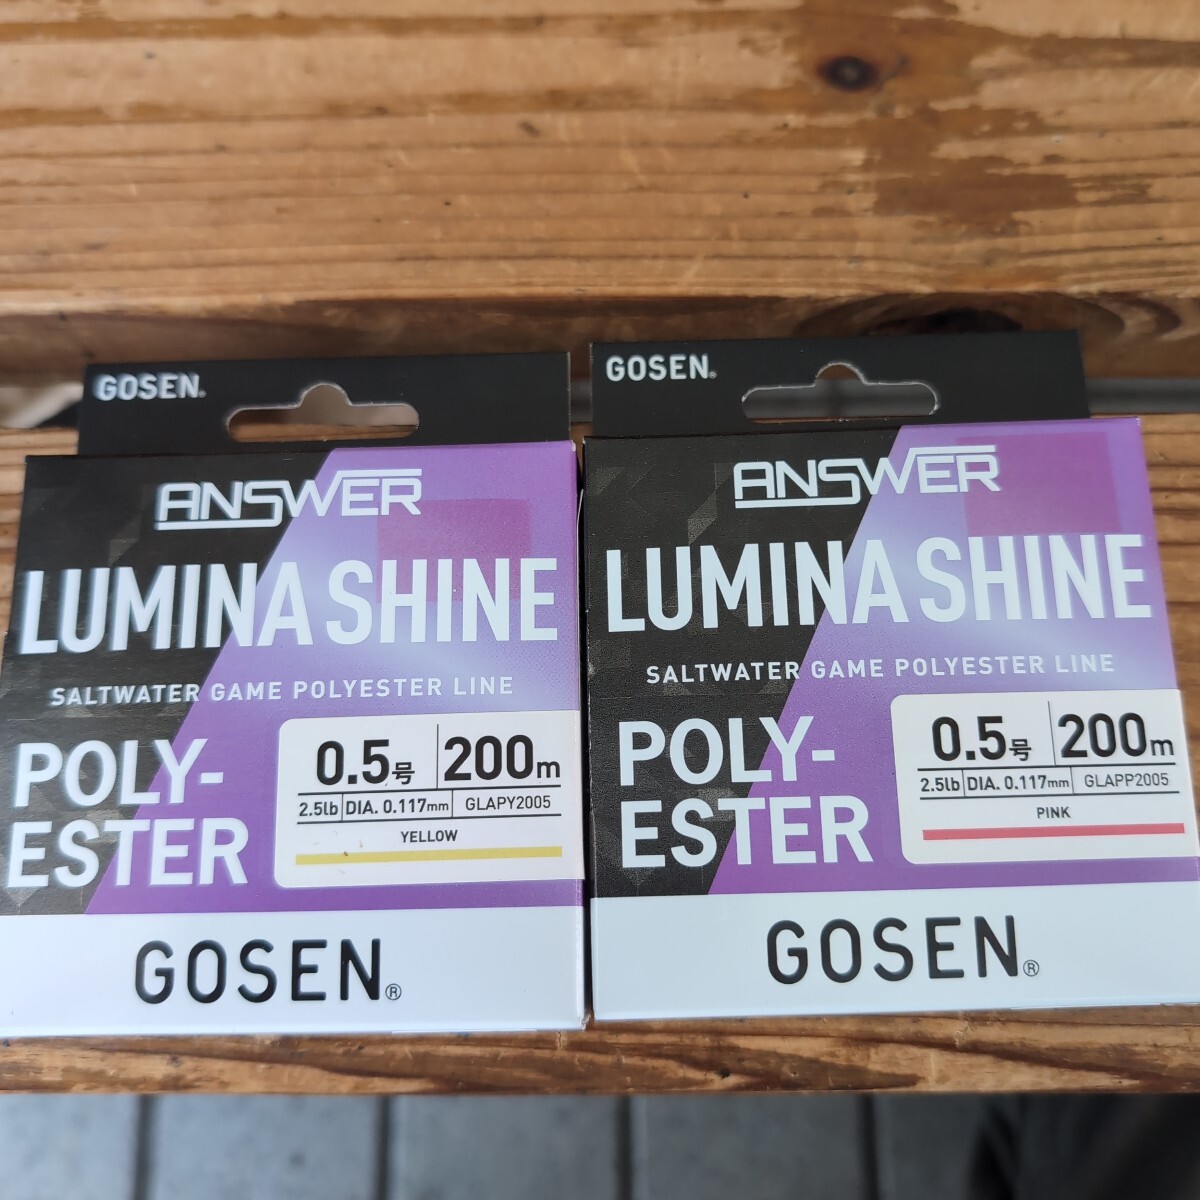 GOSEN®
ANSWER
LUMINA SHINE
SALTWATER GAME POLYESTER LINE
POLY-
ESTER
0.5号 200m
2.5lb DIA. 0.117mm GLAPY2005
YELLOW
GOSEN®
GOSEN®
ANSWER
LUMINA SHINE
SALTWATER GAME POLYESTER LINE
POLY-
ESTER
0.5号 200m
2.5lb DIA. 0.117mm GLAPP2005
PINK
GOSEN®